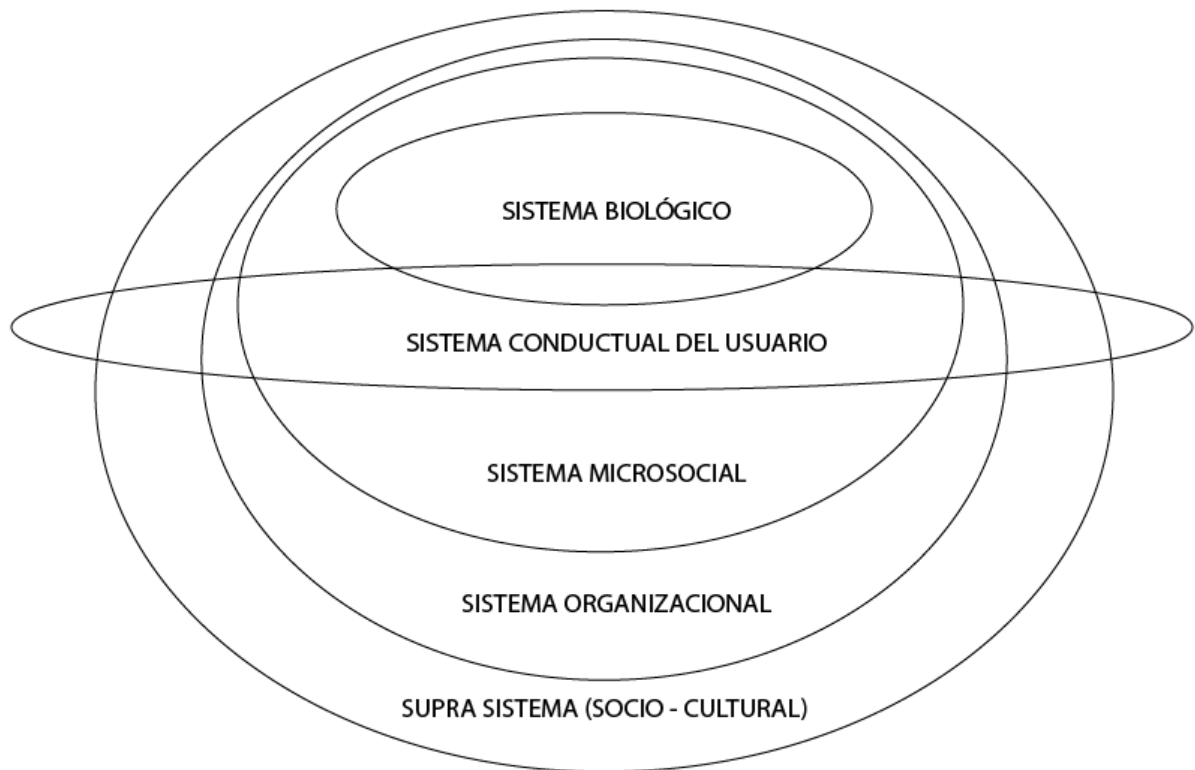 SISTEMA BIOLÓGICO
SISTEMA CONDUCTUAL DEL USUARIO
SISTEMA MICROSOCIAL
SISTEMA ORGANIZACIONAL
SUPRA SISTEMA (SOCIO - CULTURAL)